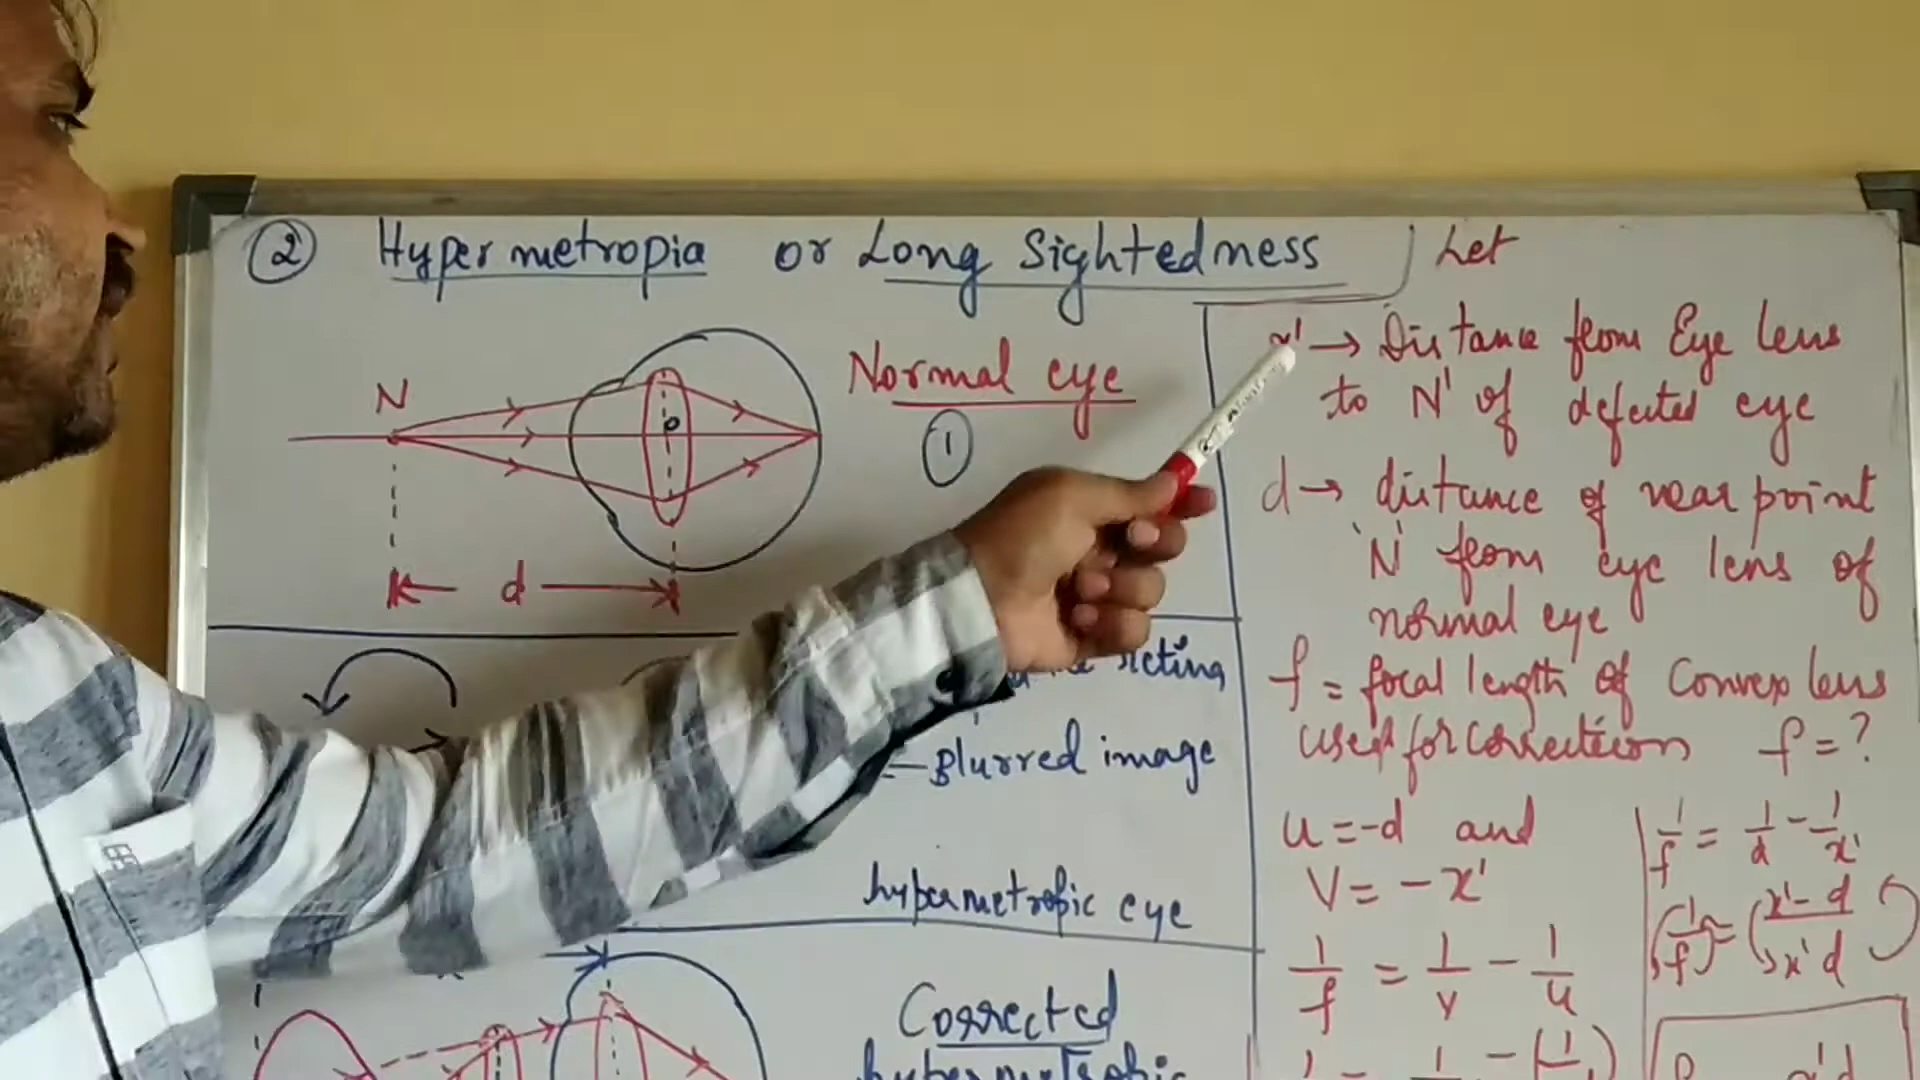 ② Hypermetropia or Long Sightedness
N
Normal eye
①
d
Blurred image
hypermetropic eye
Corrected
hypermetropic
Let
x' → Distance from Eye lens
to N' of defected eye
d → distance of near point
'N' from eye lens of
normal eye
f = focal length of Convex lens
used for correction f = ?
u = -d and
V = - x'
1/f = 1/v - 1/u
1/f = 1/d - 1/x'
(1/f) = (x' - d / x'd)
x'd